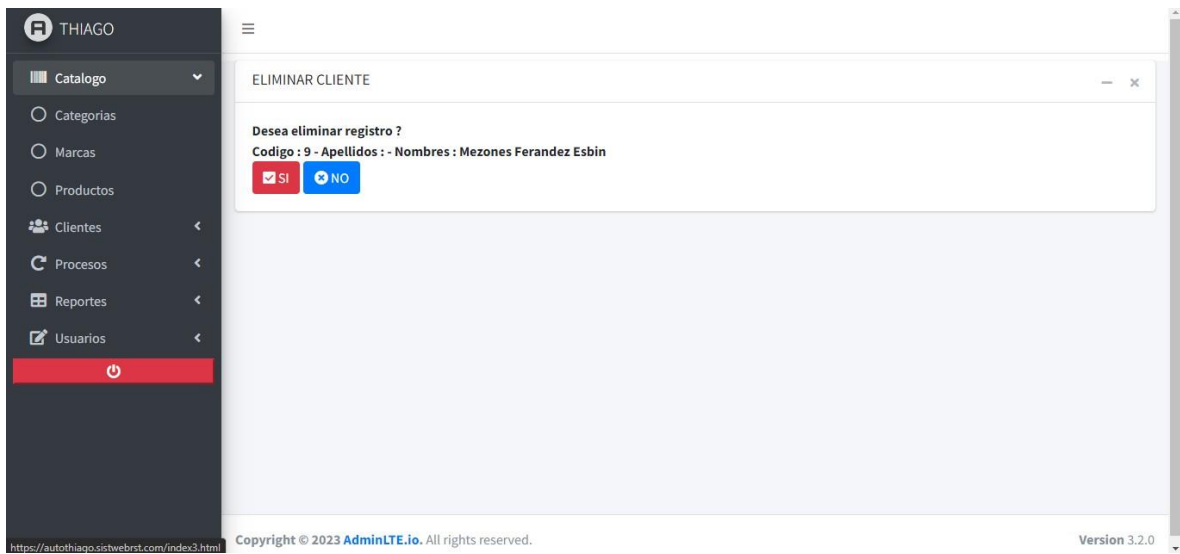 THIAGO
Catalogo
Categorias
Marcas
Productos
Clientes
Procesos
Reportes
Usuarios
ELIMINAR CLIENTE
Desea eliminar registro ?
Codigo : 9 - Apellidos : - Nombres : Mezones Ferandez Esbin
SI NO
Copyright © 2023 AdminLTE.io. All rights reserved.
Version 3.2.0
https://autothiago.sistwebrst.com/index3.html